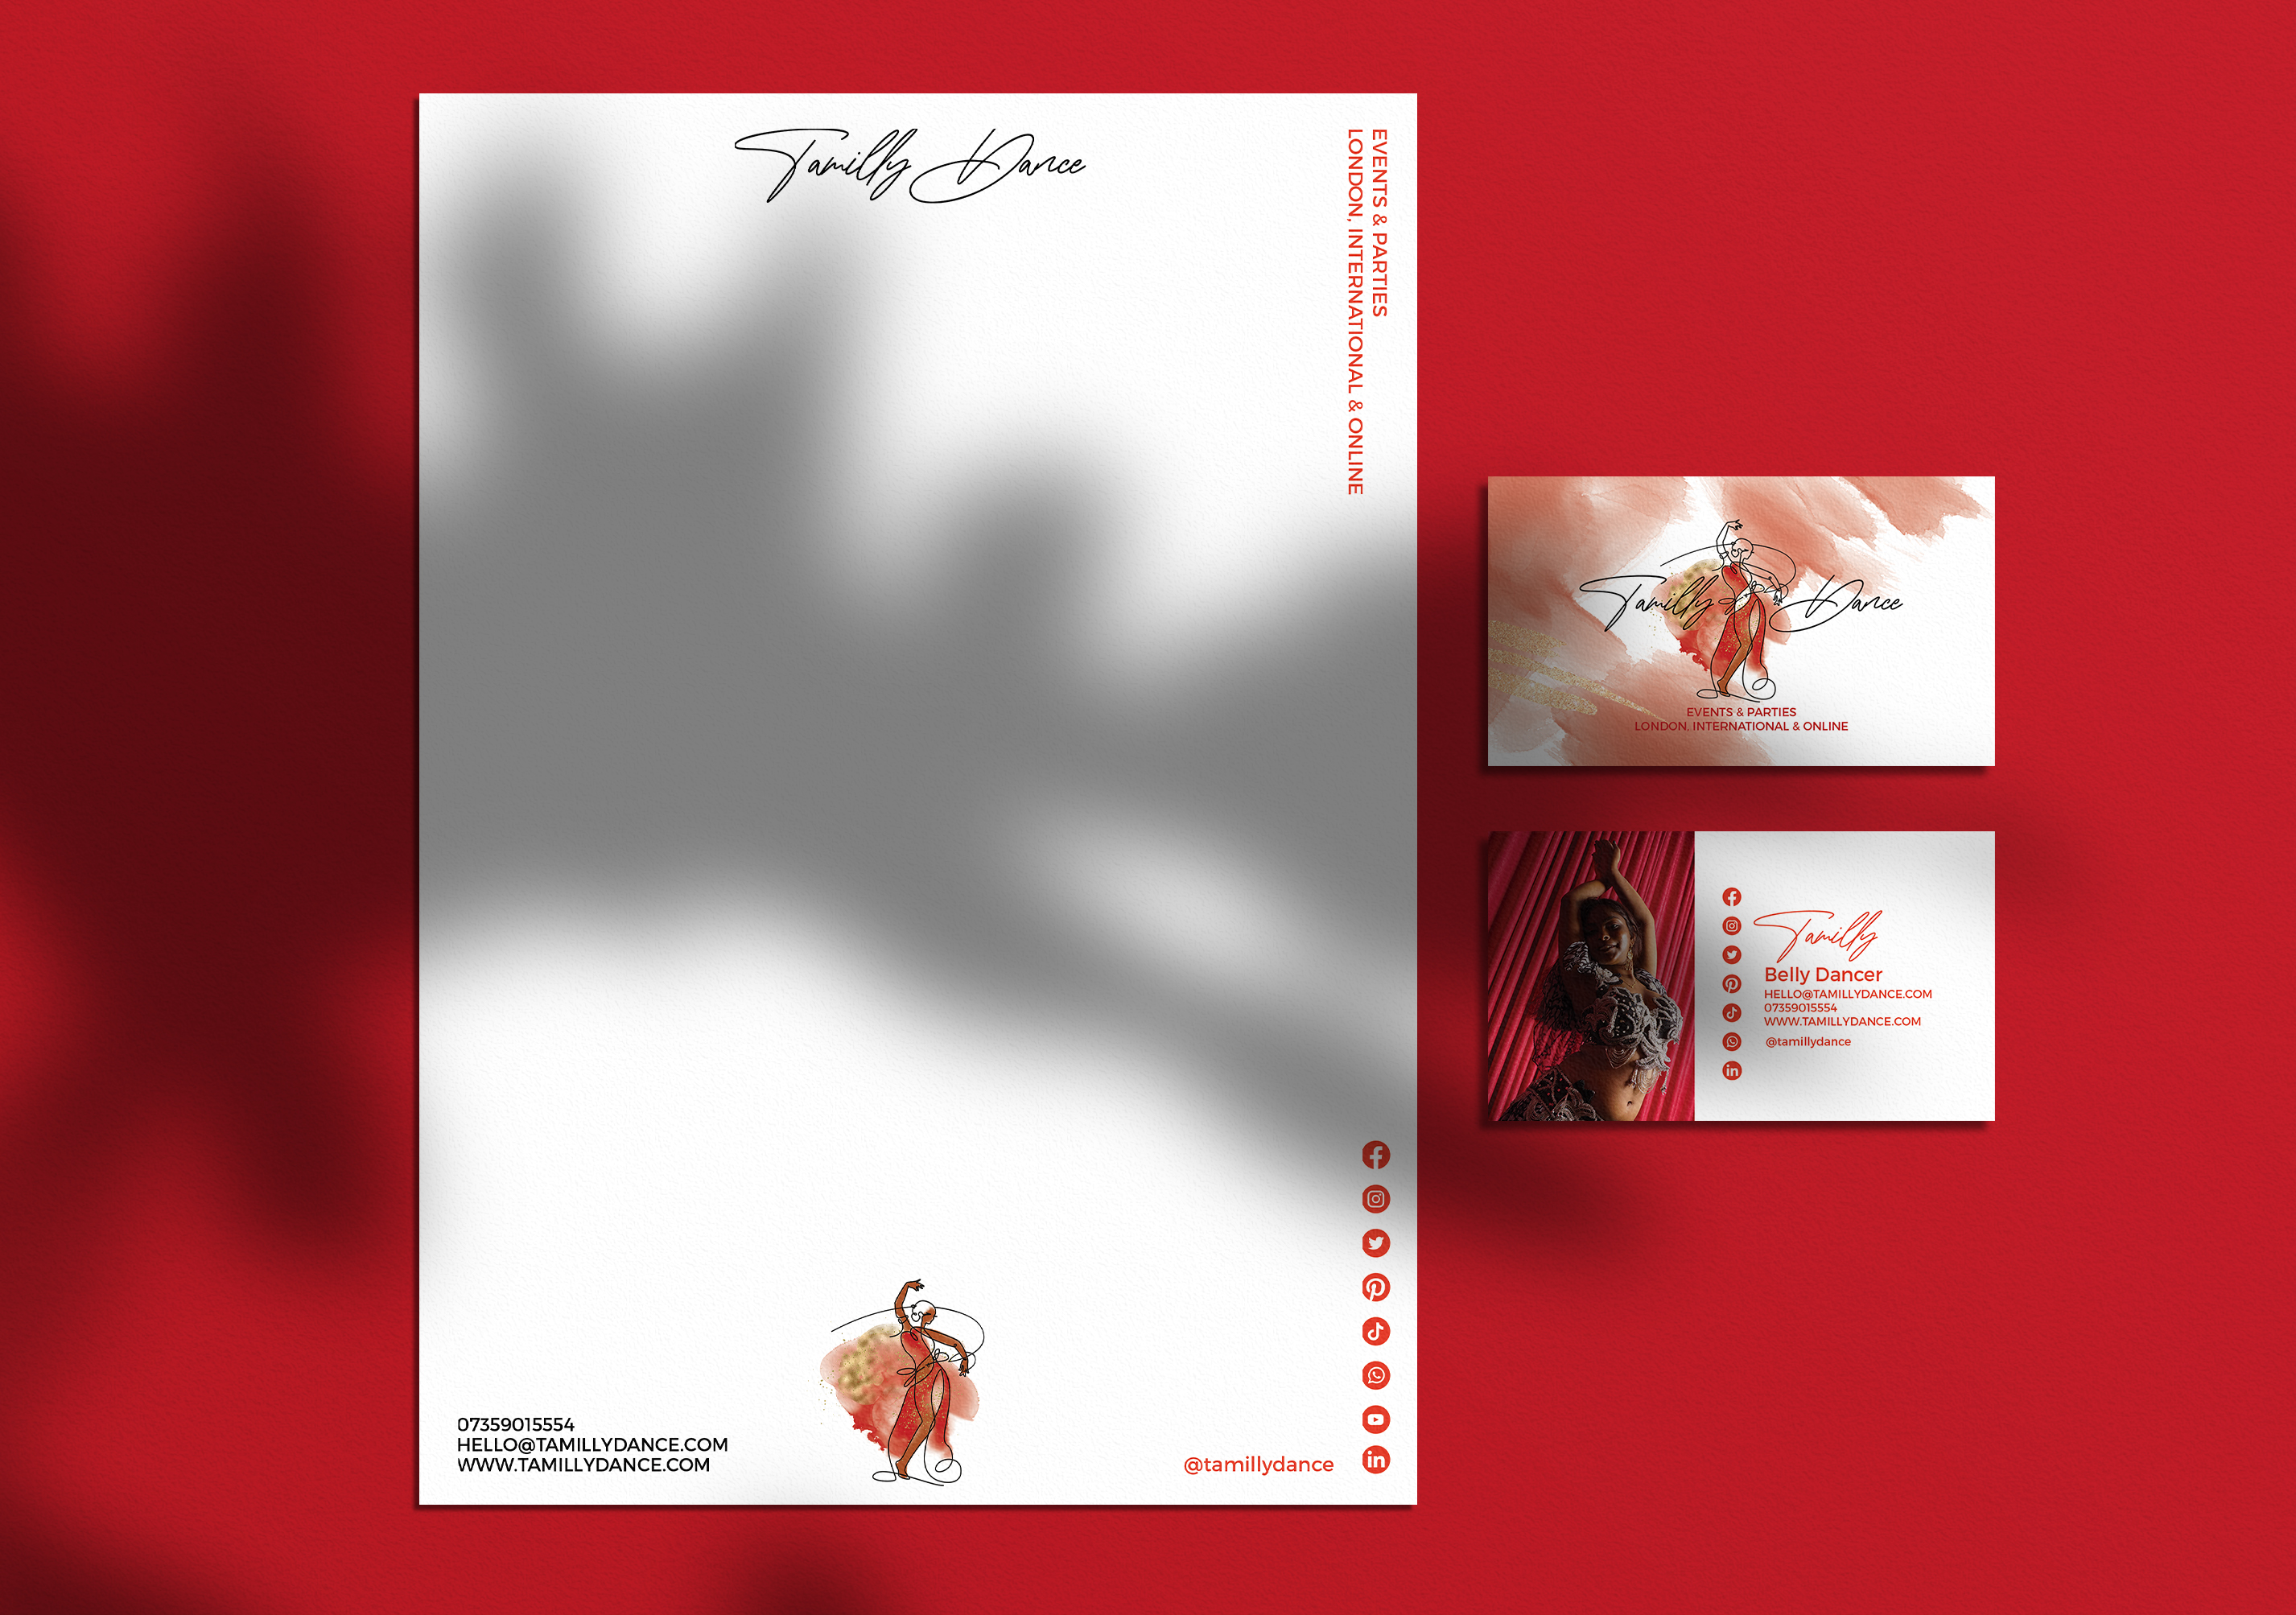 Tamilly Dance
EVENTS & PARTIES
LONDON, INTERNATIONAL & ONLINE
07359015554
HELLO@TAMILLYDANCE.COM
WWW.TAMILLYDANCE.COM
@tamillydance
Tamilly Dance
EVENTS & PARTIES
LONDON, INTERNATIONAL & ONLINE
Tamilly
Belly Dancer
HELLO@TAMILLYDANCE.COM
07359015554
WWW.TAMILLYDANCE.COM
@tamillydance